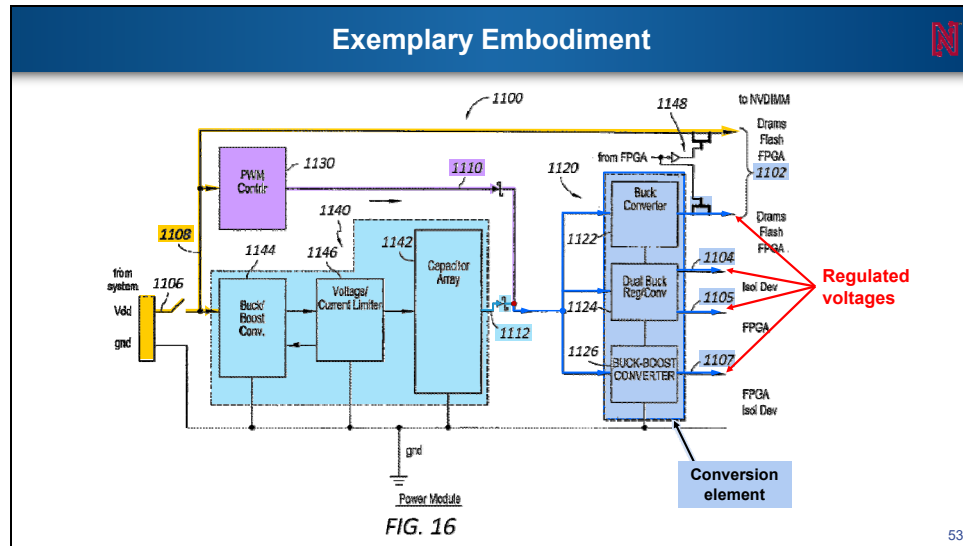 Exemplary Embodiment
N
1100
1148
to NVDIMM
Drams
Flash
FPGA
1102
from FPGA
1130
PWM
Contrlr
1110
1120
Buck
Converter
1122
Drams
Flash
FPGA
1140
1108
1144
1146
1142
Capacitor
Array
Voltage/
Current Limiter
Buck/
Boost
Conv.
1112
from
system
1106
Vdd
gnd
Dual Buck
Reg/Conv
1124
1104
Isol Dev
1105
FPGA
Regulated
voltages
1126
BUCK-BOOST
CONVERTER
1107
FPGA
Isol Dev
gnd
Conversion
element
Power Module
FIG. 16
53